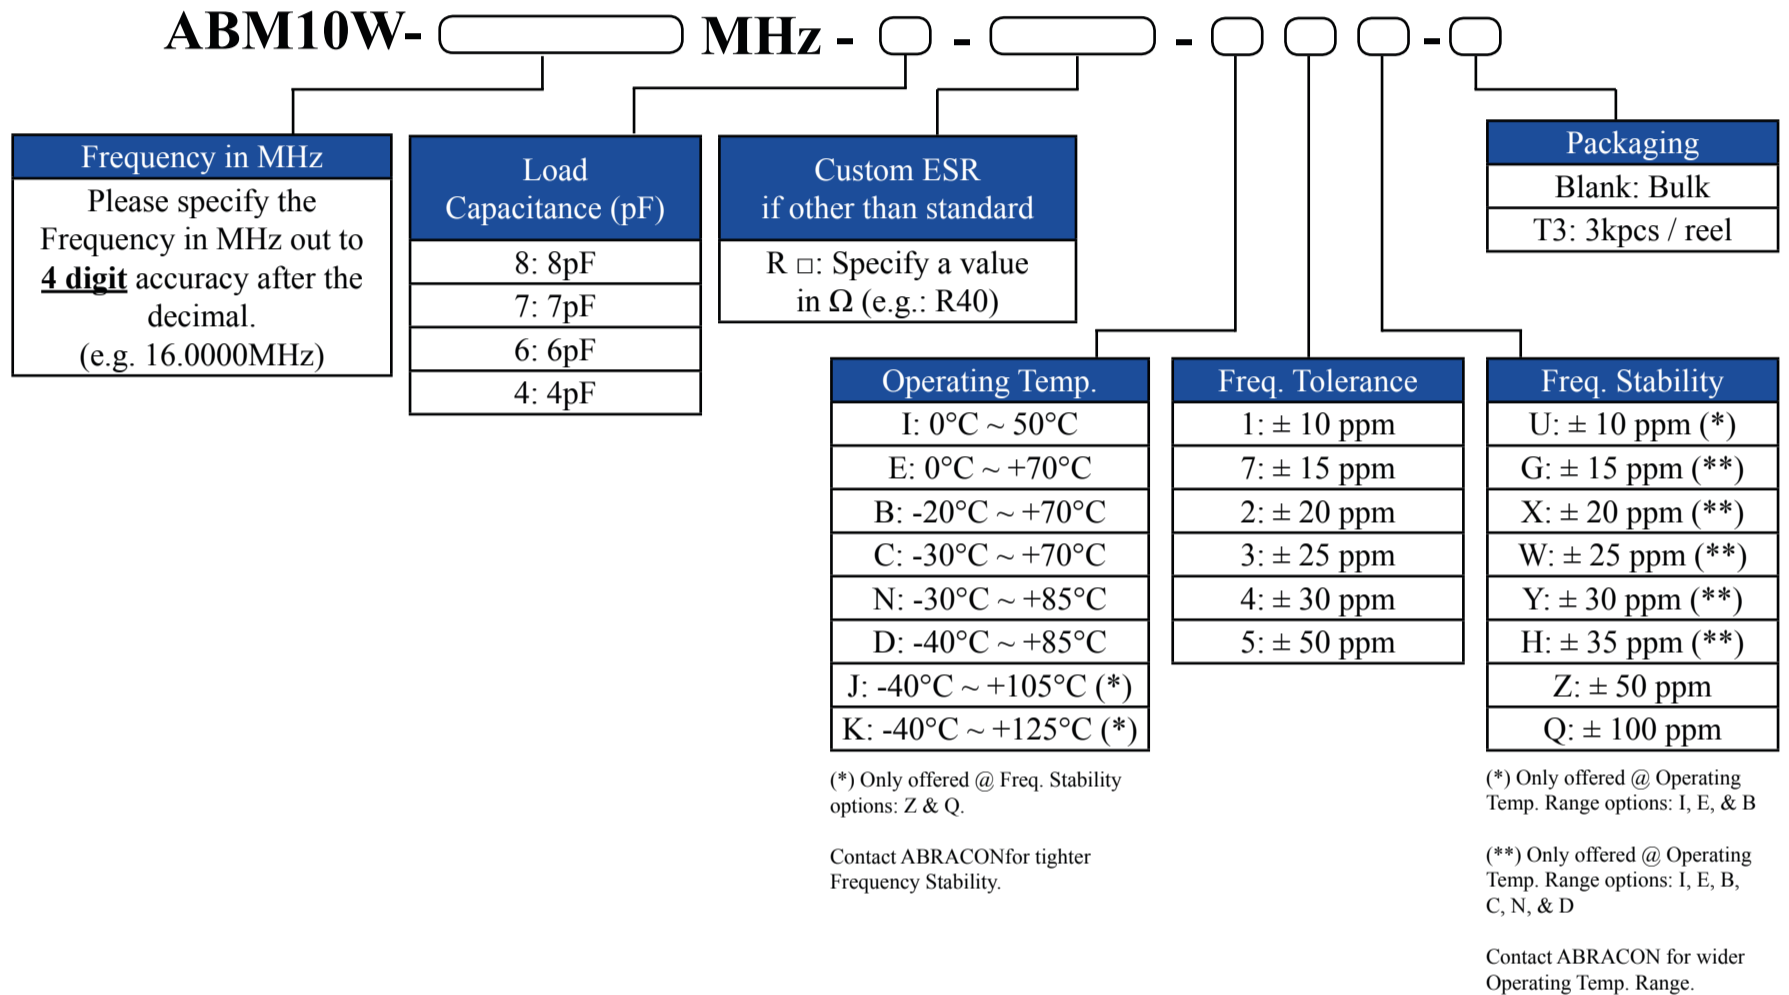 ABM10W- MHz - - - -
Frequency in MHz
Please specify the
Frequency in MHz out to
4 digit accuracy after the
decimal.
(e.g. 16.0000MHz)
Load
Capacitance (pF)
8: 8pF
7: 7pF
6: 6pF
4: 4pF
Custom ESR
if other than standard
R □: Specify a value
in Ω (e.g.: R40)
Packaging
Blank: Bulk
T3: 3kpcs / reel
Operating Temp.
I: 0°C ~ 50°C
E: 0°C ~ +70°C
B: -20°C ~ +70°C
C: -30°C ~ +70°C
N: -30°C ~ +85°C
D: -40°C ~ +85°C
J: -40°C ~ +105°C (*)
K: -40°C ~ +125°C (*)
(*) Only offered @ Freq. Stability
options: Z & Q.
Contact ABRACONfor tighter
Frequency Stability.
Freq. Tolerance
1: ± 10 ppm
7: ± 15 ppm
2: ± 20 ppm
3: ± 25 ppm
4: ± 30 ppm
5: ± 50 ppm
Freq. Stability
U: ± 10 ppm (*)
G: ± 15 ppm (**)
X: ± 20 ppm (**)
W: ± 25 ppm (**)
Y: ± 30 ppm (**)
H: ± 35 ppm (**)
Z: ± 50 ppm
Q: ± 100 ppm
(*) Only offered @ Operating
Temp. Range options: I, E, & B
(**) Only offered @ Operating
Temp. Range options: I, E, B,
C, N, & D
Contact ABRACON for wider
Operating Temp. Range.